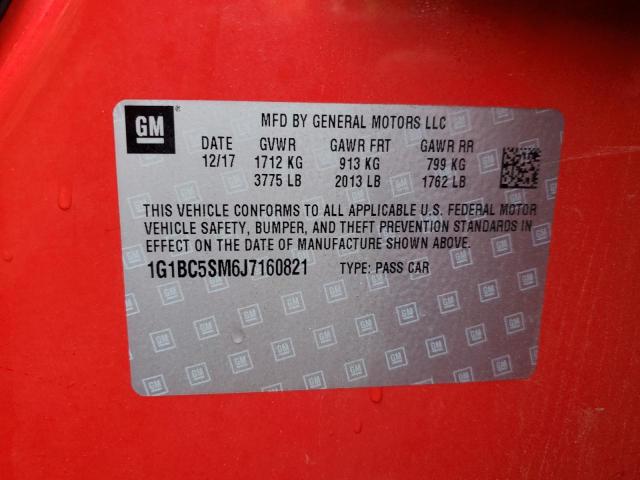 GM ® MFD BY GENERAL MOTORS LLC
DATE GVWR GAWR FRT GAWR RR
12/17 1712 KG 913 KG 799 KG
3775 LB 2013 LB 1762 LB
THIS VEHICLE CONFORMS TO ALL APPLICABLE U.S. FEDERAL MOTOR
VEHICLE SAFETY, BUMPER, AND THEFT PREVENTION STANDARDS IN
EFFECT ON THE DATE OF MANUFACTURE SHOWN ABOVE.
1G1BC5SM6J7160821 TYPE: PASS CAR